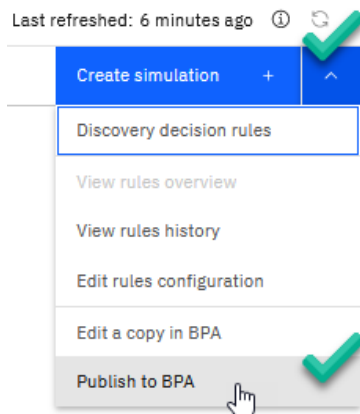 Last refreshed: 6 minutes ago
Create simulation +
Discovery decision rules
View rules overview
View rules history
Edit rules configuration
Edit a copy in BPA
Publish to BPA